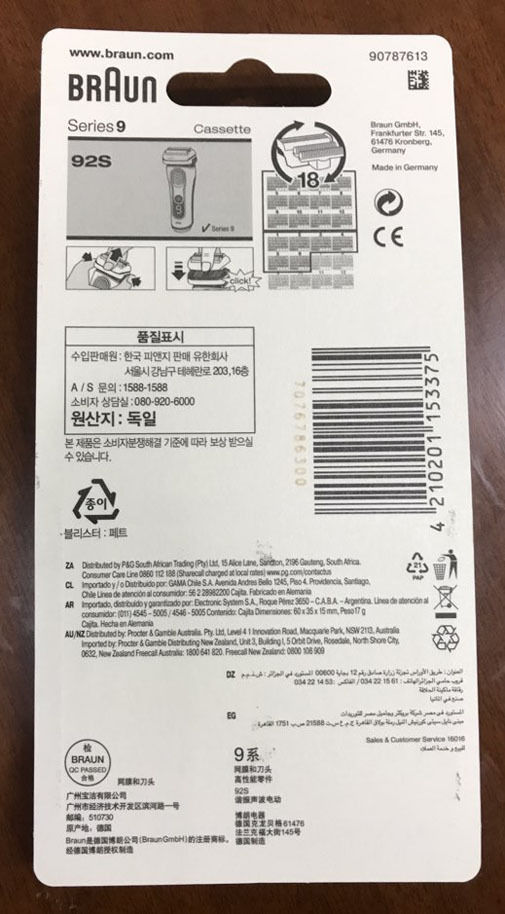 www.braun.com
90787613
BRAUN
Series 9
Cassette
92S
Series 9
18
click!
Braun GmbH,
Frankfurter Str. 145,
61476 Kronberg,
Germany
Made in Germany
CE
품질표시
수입판매원 : 한국 피앤지 판매 유한회사
서울시 강남구 테헤란로 203,16층
A / S 문의 : 1588-1588
소비자 상담실 : 080-920-6000
원산지 : 독일
본 제품은 소비자분쟁해결 기준에 따라 보상 받으실
수 있습니다.
종이
블리스터 : 페트
7076786300
4 210201 153375
ZA Distributed by P&G South African Trading (Pty) Ltd, 15 Alice Lane, Sandton, 2196 Gauteng, South Africa.
Consumer Care Line 0860 112 188 (Sharecall charged at local rates) www.pg.com/contactus
CL Importado y / o Distribuido por: GAMA Chile S.A. Avenida Andres Bello 1245, Piso 4, Providencia, Santiago,
Chile Línea de atención al consumidor: 56 2 28982200 Cajita. Fabricado en Alemania
AR Importado, distribuido y garantizado por: Electronic System S.A., Roque Pérez 3650 – C.A.B.A. – Argentina. Línea de atención al
consumidor: (011) 4545 - 5005 / 4546 - 5005 Contenido: Cajita Dimensiones: 60 x 35 x 15 mm, Peso17 g
Cajita. Hecha en Alemania
AU/NZ Distributed by: Procter & Gamble Australia. Pty. Ltd, Level 4 1 Innovation Road, Macquarie Park, NSW 2113, Australia
Imported by: Procter & Gamble Distributing New Zealand, Unit 3, Building I, 5 Orbit Drive, Rosedale, North Shore City,
0632, New Zealand Freecall Australia: 1800 641 820. Freecall New Zealand: 0800 108 909
21
PAP
DZ
صنع في ألمانيا
EG
Sales & Customer Service 16016
للبيع و خدمة العملاء
检
BRAUN
QC PASSED
合格
网膜和刀头
广州宝洁有限公司
广州市经济技术开发区滨河路一号
邮编：510730
原产地：德国
Braun是德国博朗公司(Braun GmbH)的注册商标。
经德国博朗授权制造
9系
网膜和刀头
高性能零件
92S
谐振声波电动
博朗电器
德国克龙贝格61476
法兰克福大街145号
德国制造